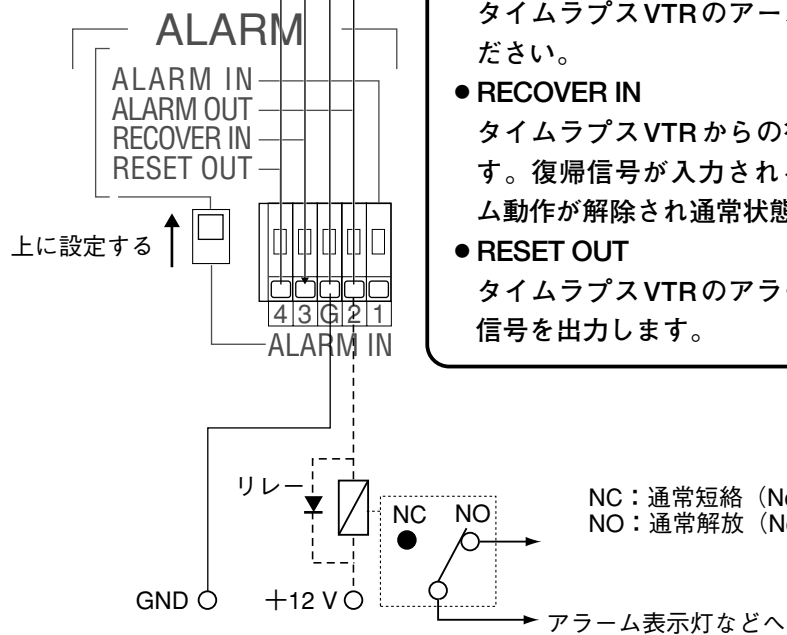 ALARM
ALARM IN
ALARM OUT
RECOVER IN
RESET OUT
上に設定する
4 3 G 2 1
ALARM IN
タイムラプスVTRのアー
ださい。
●RECOVER IN
タイムラプスVTRからの
す。復帰信号が入力され
ム動作が解除され通常状態
●RESET OUT
タイムラプスVTRのアラ
信号を出力します。
リレー
NC NO
NC：通常短絡（N
NO：通常解放（N
GND +12 V
アラーム表示灯などへ